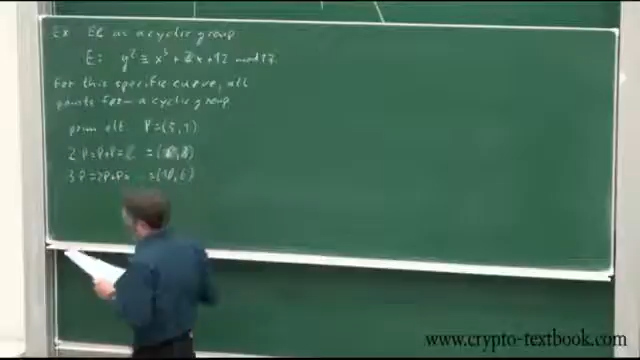 Ex EC as a cyclic group
E: y² ≡ x³ + 2x + 2 mod 17
For this specific curve, all
points form a cyclic group
prim elt. P = (5, 1)
2P = P+P = = ( , 3)
3P = 2P+P = … = (10, 6)
www.crypto-textbook.com